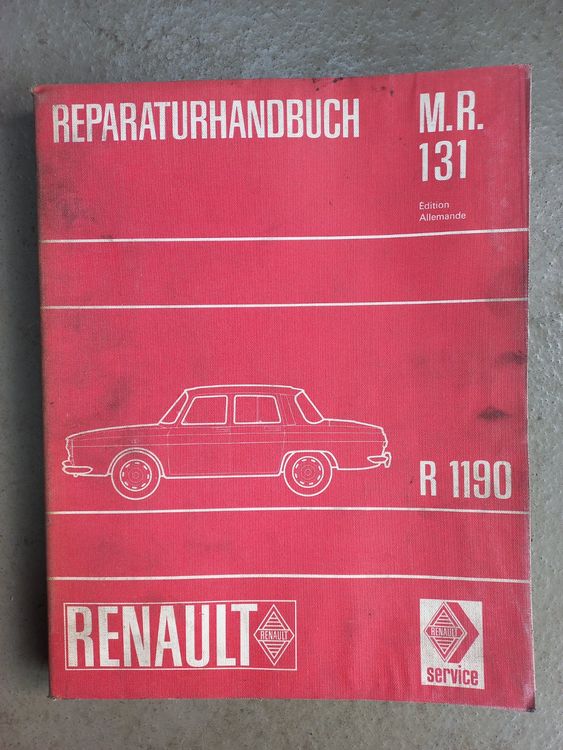 REPARATURHANDBUCH
M.R.
131
Édition
Allemande
R 1190
RENAULT
RENAULT
RENAULT
service